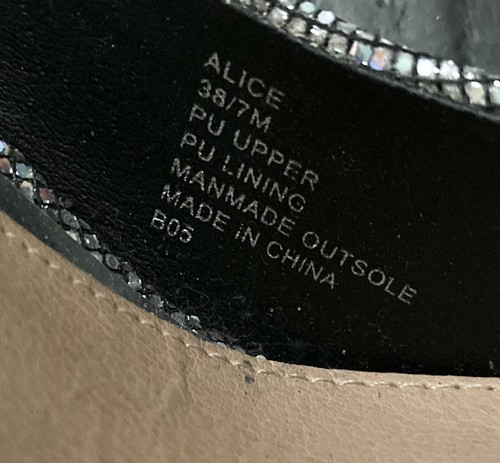 ALICE
38/7M
PU UPPER
PU LINING
MANMADE OUTSOLE
MADE IN CHINA
B05